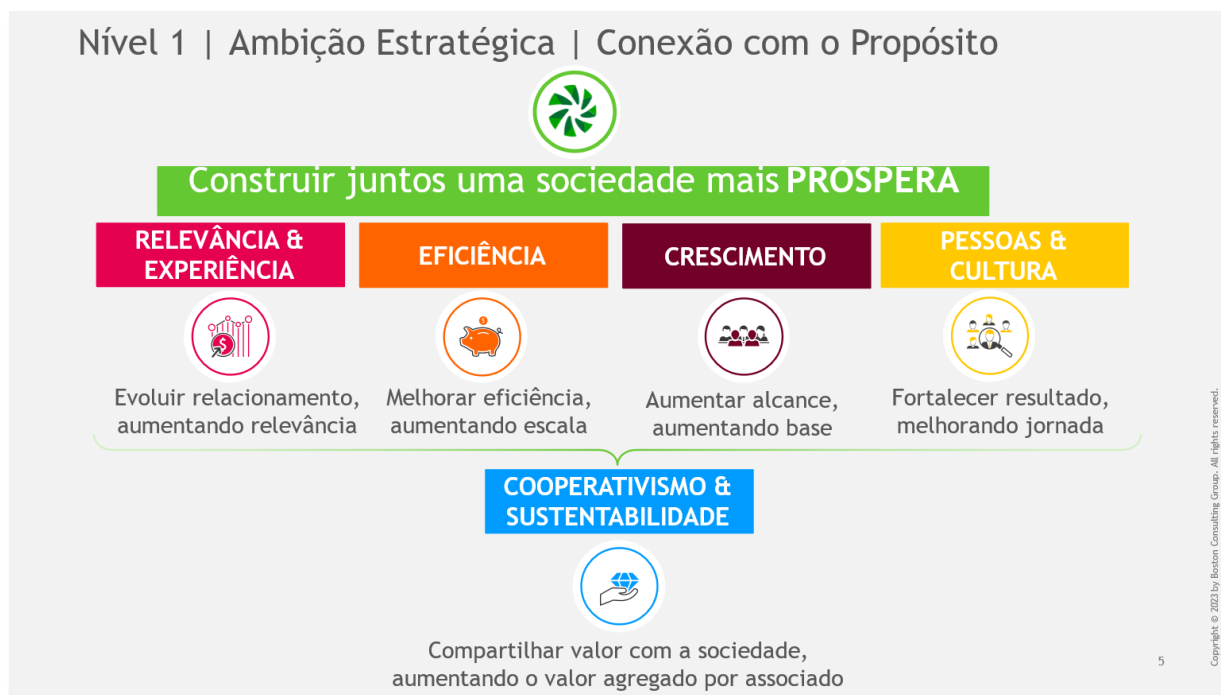 Nível 1 | Ambição Estratégica | Conexão com o Propósito
Construir juntos uma sociedade mais PRÓSPERA
RELEVÂNCIA &
EXPERIÊNCIA
Evoluir relacionamento,
aumentando relevância
EFICIÊNCIA
Melhorar eficiência,
aumentando escala
CRESCIMENTO
Aumentar alcance,
aumentando base
PESSOAS &
CULTURA
Fortalecer resultado,
melhorando jornada
COOPERATIVISMO &
SUSTENTABILIDADE
Compartilhar valor com a sociedade,
aumentando o valor agregado por associado
5
Copyright © 2023 by Boston Consulting Group. All rights reserved.